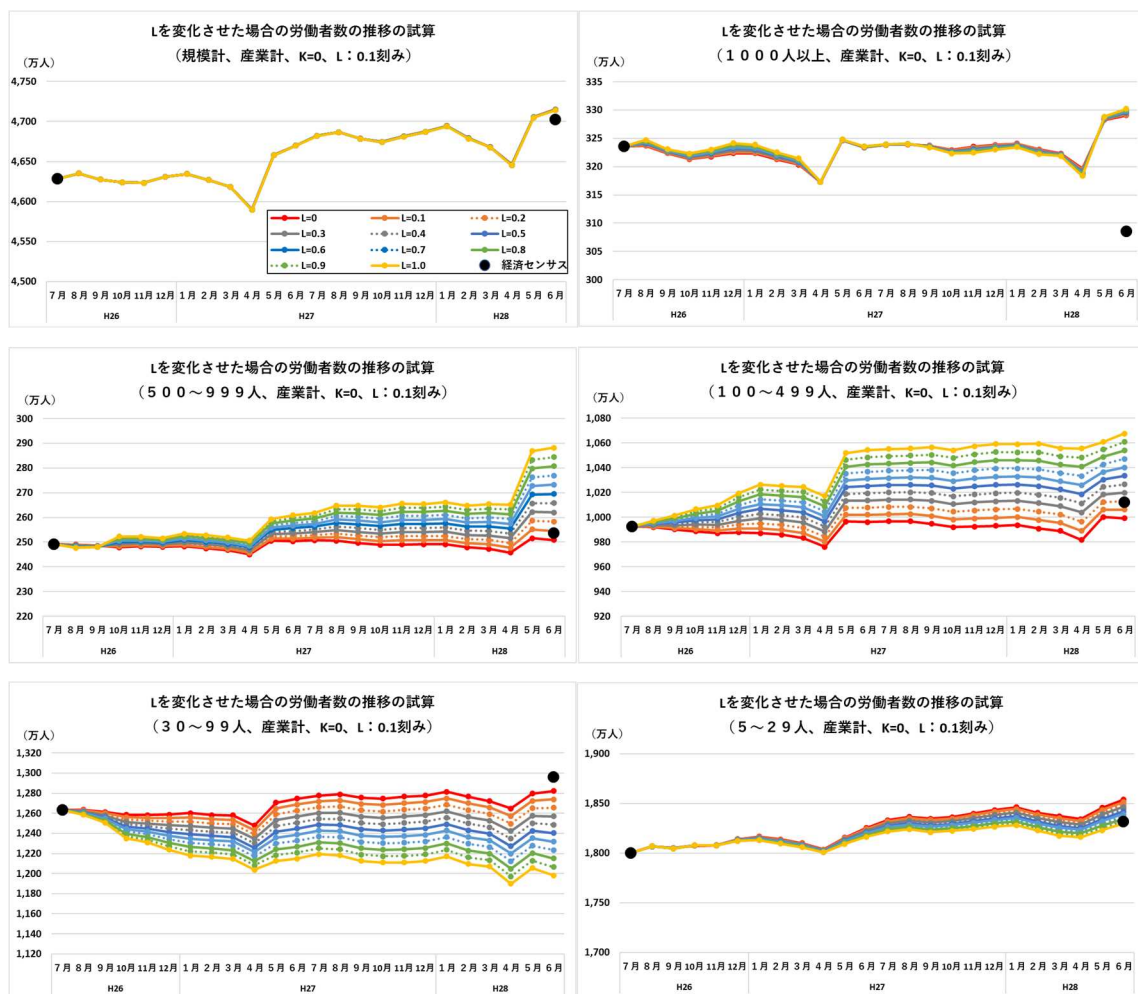 Lを変化させた場合の労働者数の推移の試算
（規模計、産業計、K=0、L：0.1刻み）
（万人）
4,750
4,700
4,650
4,600
4,550
4,500
L=0
L=0.1
L=0.2
L=0.3
L=0.4
L=0.5
L=0.6
L=0.7
L=0.8
L=0.9
L=1.0
経済センサス
7月 8月 9月 10月 11月 12月 1月 2月 3月 4月 5月 6月 7月 8月 9月 10月 11月 12月 1月 2月 3月 4月 5月 6月
H26 H27 H28
Lを変化させた場合の労働者数の推移の試算
（１０００人以上、産業計、K=0、L：0.1刻み）
（万人）
335
330
325
320
315
310
305
300
7月 8月 9月 10月 11月 12月 1月 2月 3月 4月 5月 6月 7月 8月 9月 10月 11月 12月 1月 2月 3月 4月 5月 6月
H26 H27 H28
Lを変化させた場合の労働者数の推移の試算
（５００～９９９人、産業計、K=0、L：0.1刻み）
（万人）
300
290
280
270
260
250
240
230
220
7月 8月 9月 10月 11月 12月 1月 2月 3月 4月 5月 6月 7月 8月 9月 10月 11月 12月 1月 2月 3月 4月 5月 6月
H26 H27 H28
Lを変化させた場合の労働者数の推移の試算
（１００～４９９人、産業計、K=0、L：0.1刻み）
（万人）
1,080
1,060
1,040
1,020
1,000
980
960
940
920
7月 8月 9月 10月 11月 12月 1月 2月 3月 4月 5月 6月 7月 8月 9月 10月 11月 12月 1月 2月 3月 4月 5月 6月
H26 H27 H28
Lを変化させた場合の労働者数の推移の試算
（３０～９９人、産業計、K=0、L：0.1刻み）
（万人）
1,320
1,300
1,280
1,260
1,240
1,220
1,200
1,180
1,160
1,140
1,120
7月 8月 9月 10月 11月 12月 1月 2月 3月 4月 5月 6月 7月 8月 9月 10月 11月 12月 1月 2月 3月 4月 5月 6月
H26 H27 H28
Lを変化させた場合の労働者数の推移の試算
（５～２９人、産業計、K=0、L：0.1刻み）
（万人）
1,900
1,850
1,800
1,750
1,700
7月 8月 9月 10月 11月 12月 1月 2月 3月 4月 5月 6月 7月 8月 9月 10月 11月 12月 1月 2月 3月 4月 5月 6月
H26 H27 H28